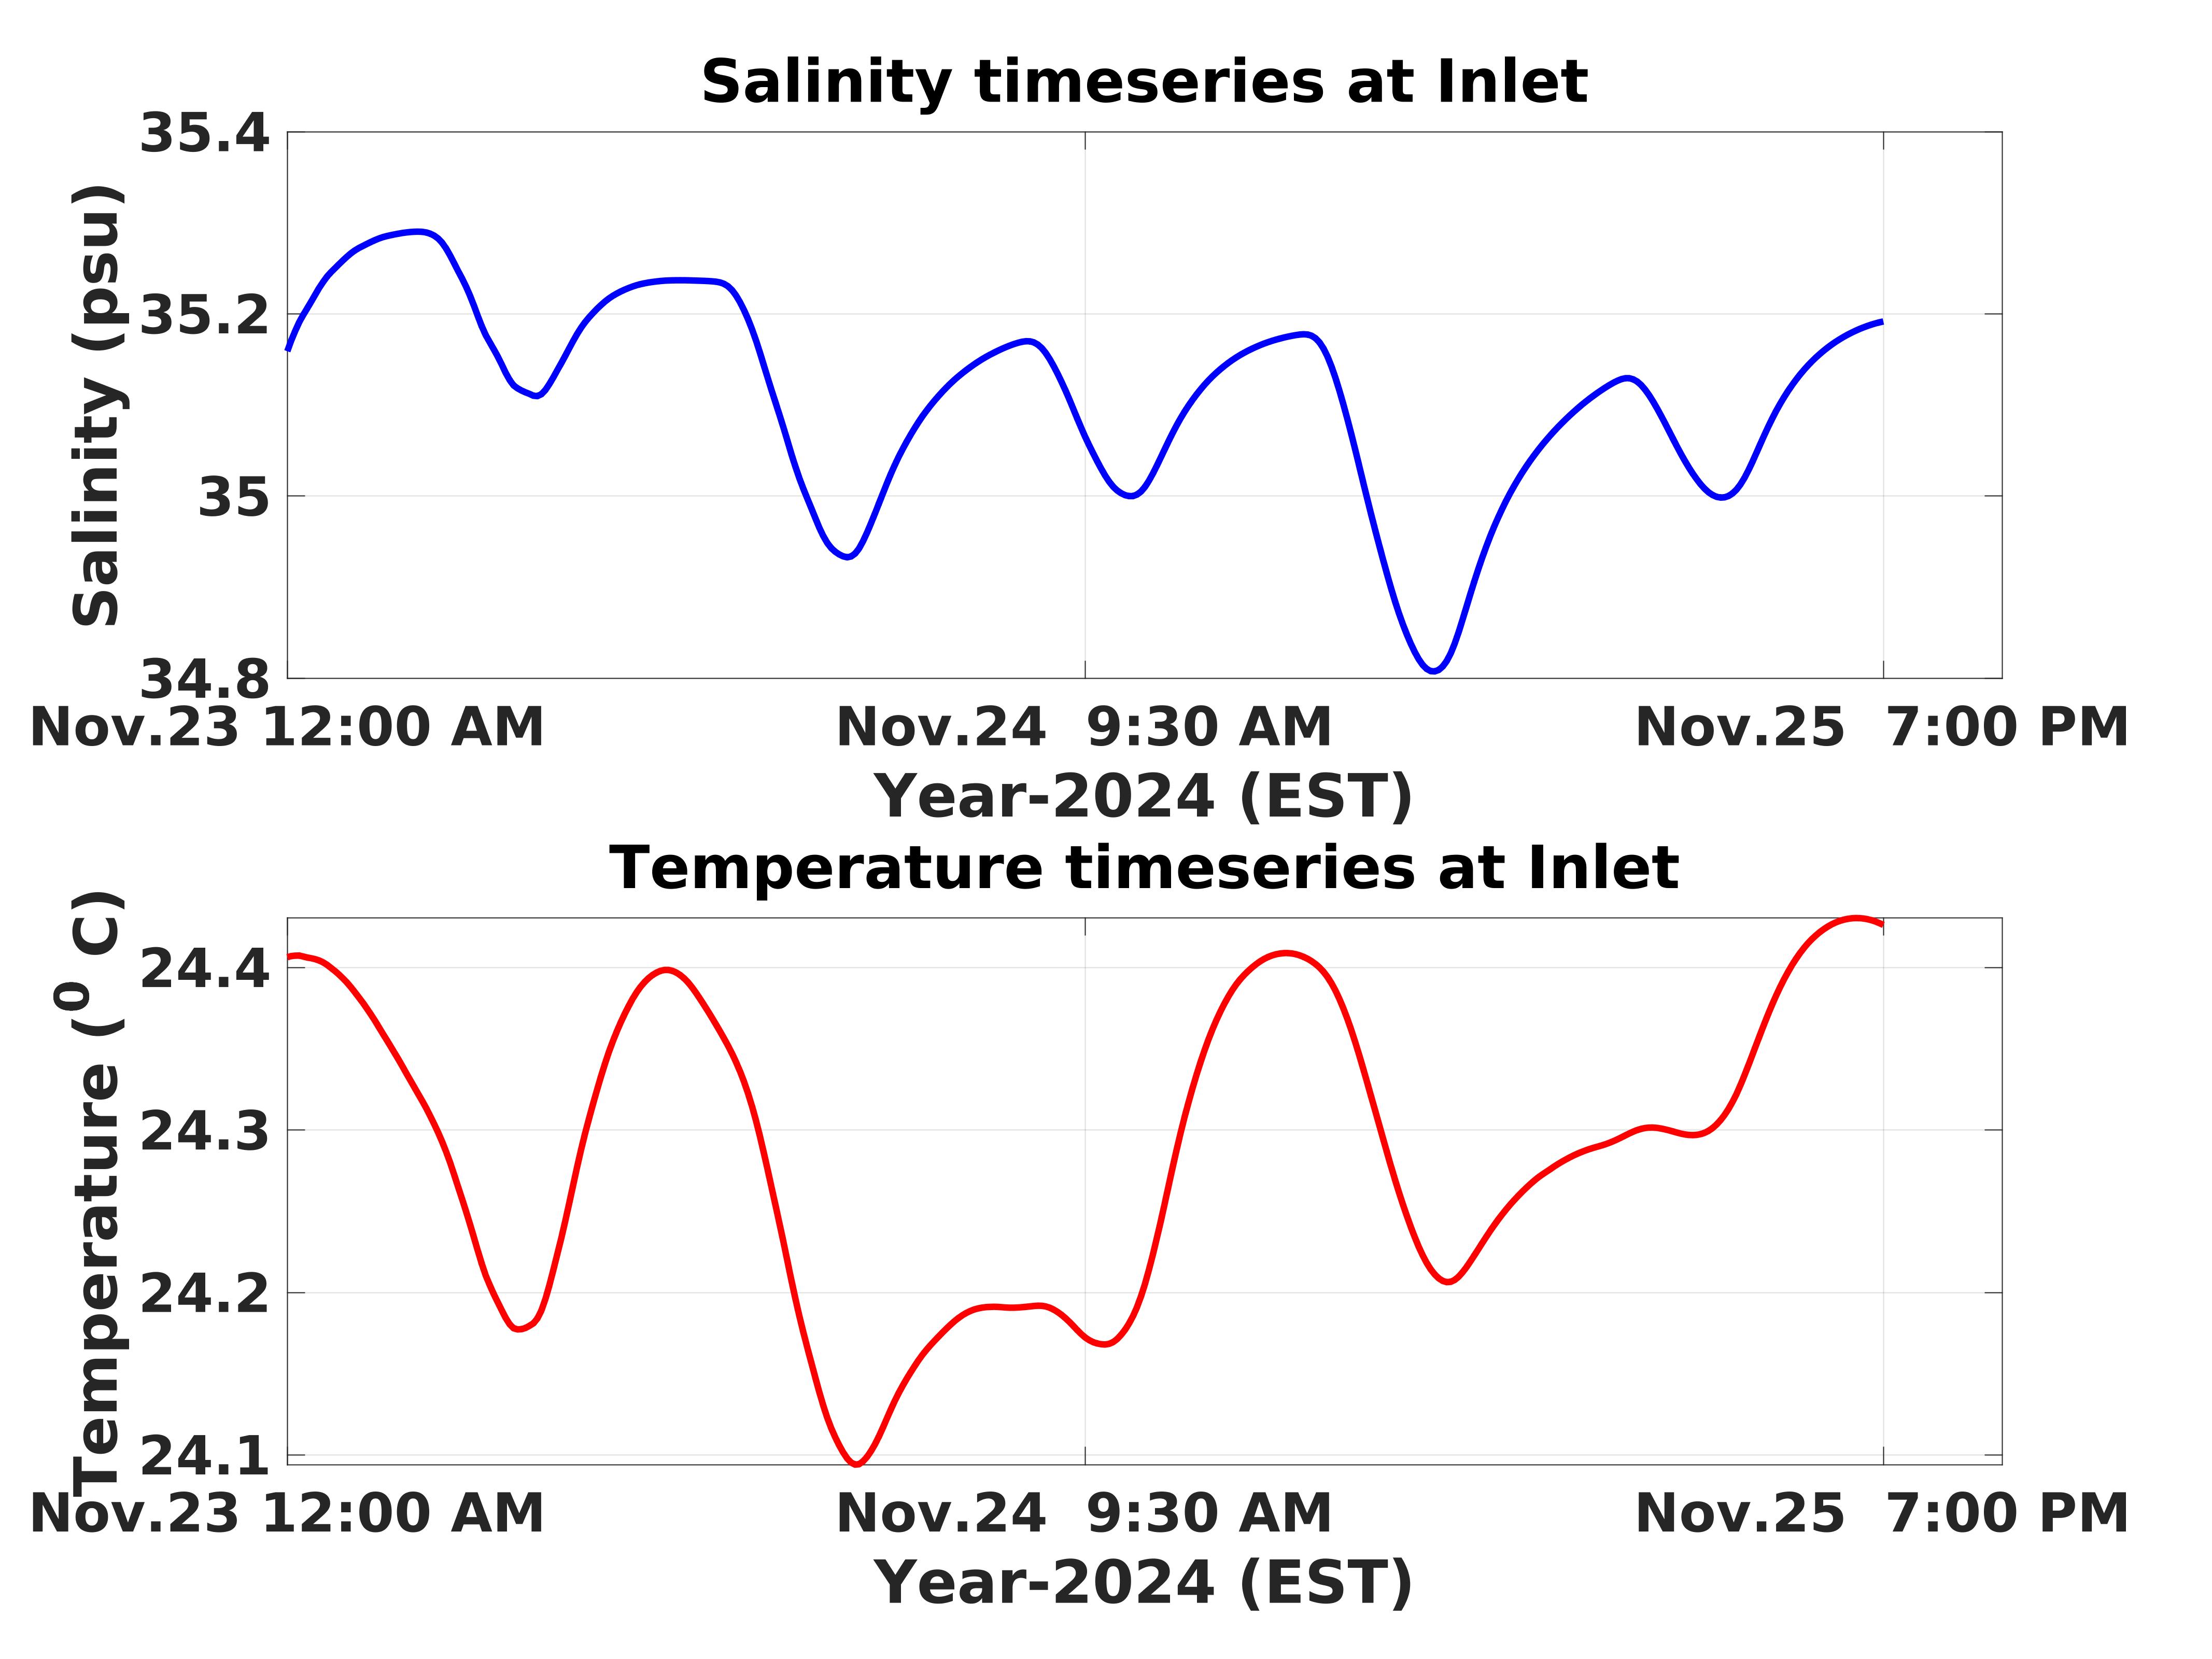 Salinity timeseries at Inlet
Salinity (psu)
35.4
35.2
35
34.8
Nov.23 12:00 AM
Nov.24  9:30 AM
Nov.25  7:00 PM
Year-2024 (EST)
Temperature timeseries at Inlet
Temperature (⁰ C)
24.4
24.3
24.2
24.1
Nov.23 12:00 AM
Nov.24  9:30 AM
Nov.25  7:00 PM
Year-2024 (EST)